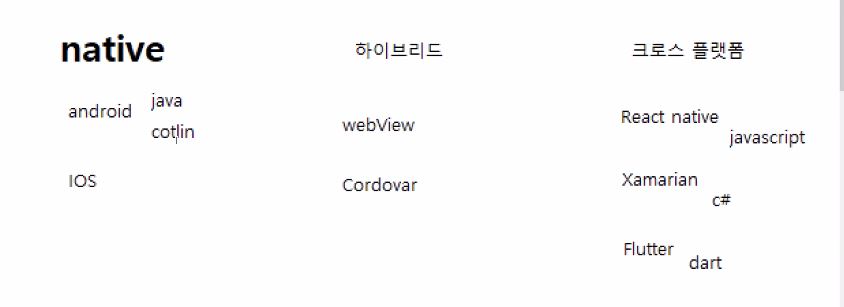 native
하이브리드
크로스 플랫폼
android
java
cotlin
IOS
webView
Cordovar
React native
javascript
Xamarian
c#
Flutter
dart